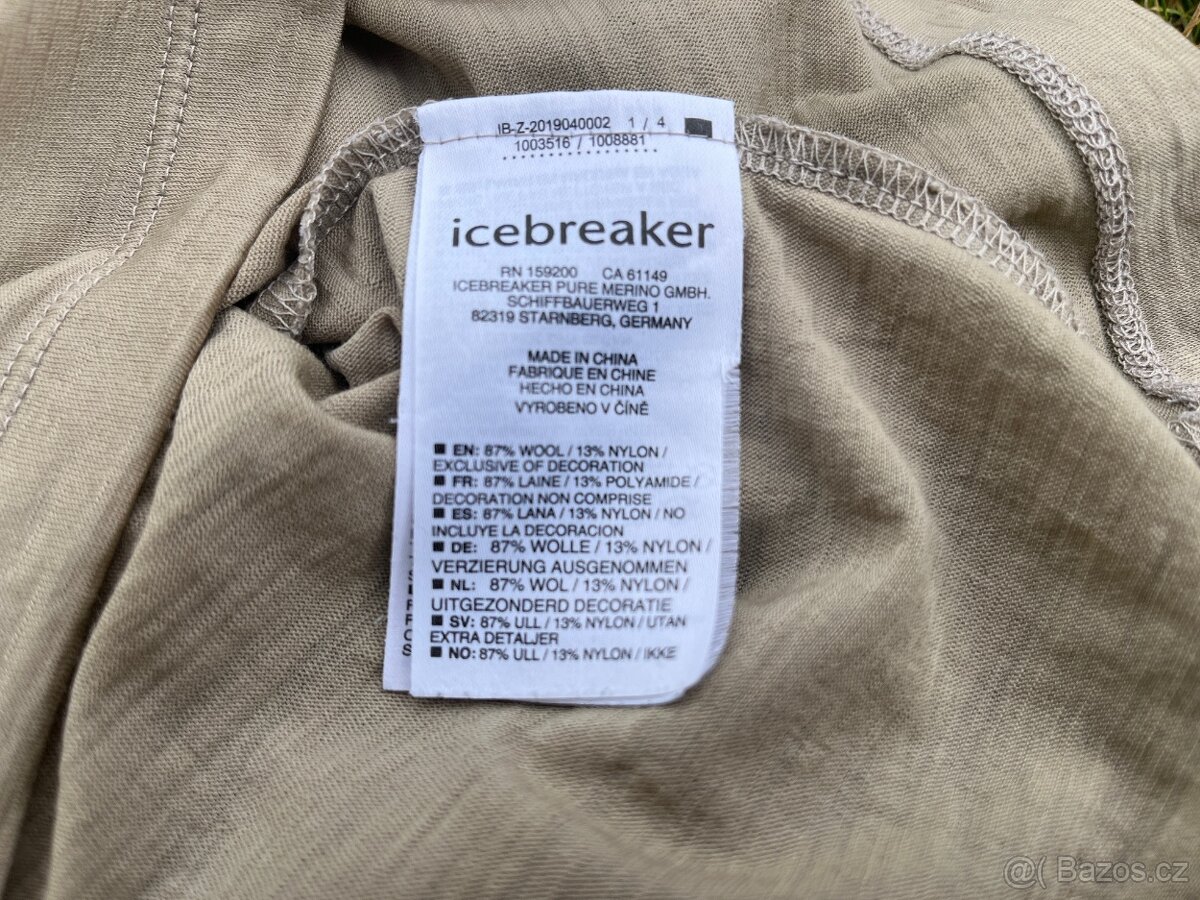 IB-Z-2019040002 1 / 4
1003516 / 1008881
icebreaker
RN 159200 CA 61149
ICEBREAKER PURE MERINO GMBH.
SCHIFFBAUERWEG 1
82319 STARNBERG, GERMANY
MADE IN CHINA
FABRIQUE EN CHINE
HECHO EN CHINA
VYROBENO V ČÍNĚ
EN: 87% WOOL / 13% NYLON /
EXCLUSIVE OF DECORATION
FR: 87% LAINE / 13% POLYAMIDE /
DECORATION NON COMPRISE
ES: 87% LANA / 13% NYLON / NO
INCLUYE LA DECORACION
DE: 87% WOLLE / 13% NYLON /
VERZIERUNG AUSGENOMMEN
NL: 87% WOL / 13% NYLON /
UITGEZONDERD DECORATIE
SV: 87% ULL / 13% NYLON / UTAN
EXTRA DETALJER
NO: 87% ULL / 13% NYLON / IKKE
@( Bazos.cz